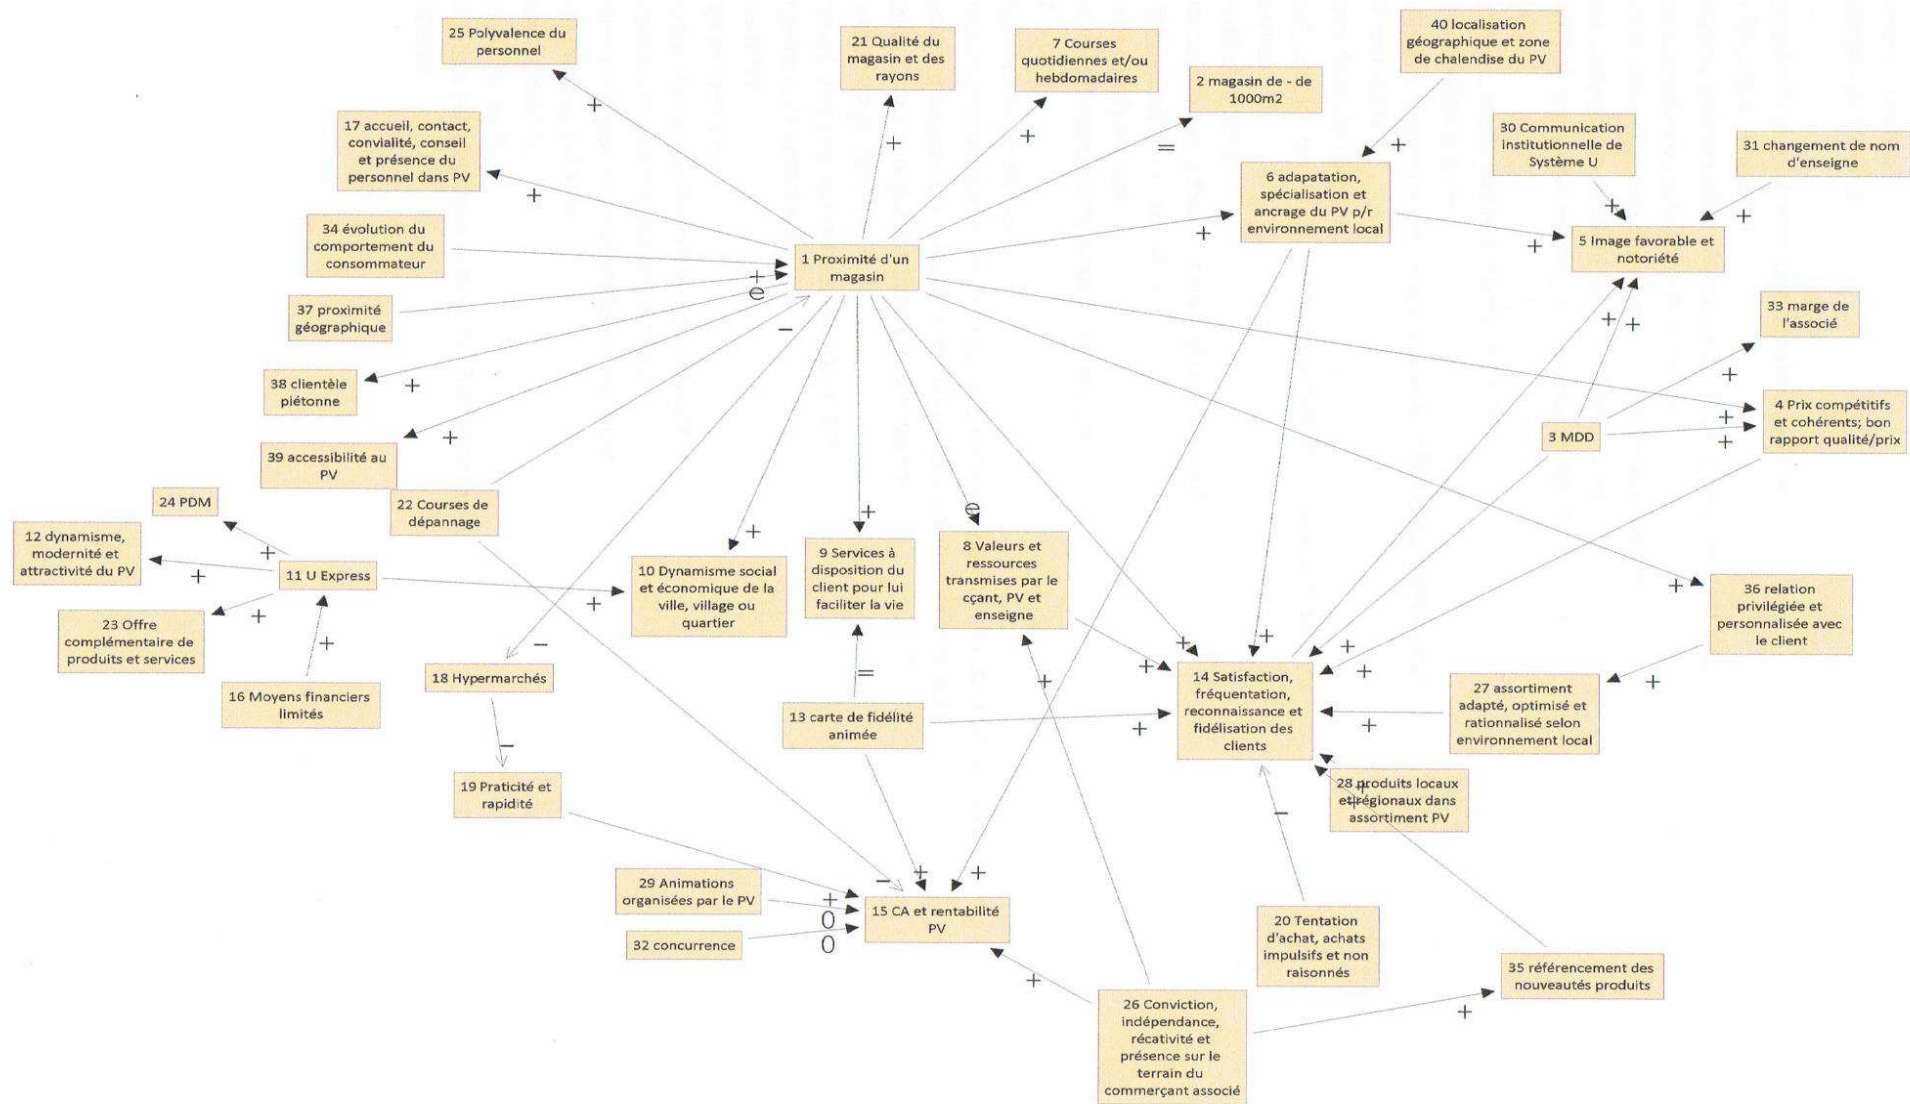 25 Polyvalence du
personnel
21 Qualité du
magasin et des
rayons
7 Courses
quotidiennes et/ou
hebdomadaires
2 magasin de - de
1000m2
40 localisation
géographique et zone
de chalendise du PV
17 accueil, contact,
convialité, conseil
et présence du
personnel dans PV
30 Communication
institutionnelle de
Système U
31 changement de nom
d'enseigne
6 adapatation,
spécialisation et
ancrage du PV p/r
environnement local
34 évolution du
comportement du
consommateur
1 Proximité d'un
magasin
5 Image favorable et
notoriété
37 proximité
géographique
33 marge de
l'associé
38 clientèle
piétonne
4 Prix compétitifs
et cohérents; bon
rapport qualité/prix
3 MDD
39 accessibilité au
PV
22 Courses de
dépannage
24 PDM
12 dynamisme,
modernité et
attractivité du PV
11 U Express
10 Dynamisme social
et économique de la
ville, village ou
quartier
9 Services à
disposition du
client pour lui
faciliter la vie
8 Valeurs et
ressources
transmises par le
cçant, PV et
enseigne
36 relation
privilégiée et
personnalisée avec
le client
23 Offre
complémentaire de
produits et services
16 Moyens financiers
limités
18 Hypermarchés
13 carte de fidélité
animée
14 Satisfaction,
fréquentation,
reconnaissance et
fidélisation des
clients
27 assortiment
adapté, optimisé et
rationnalisé selon
environnement local
19 Praticité et
rapidité
28 produits locaux
et régionaux dans
assortiment PV
29 Animations
organisées par le PV
15 CA et rentabilité
PV
32 concurrence
20 Tentation
d'achat, achats
impulsifs et non
raisonnés
35 référencement des
nouveautés produits
26 Conviction,
indépendance,
récativité et
présence sur le
terrain du
commerçant associé